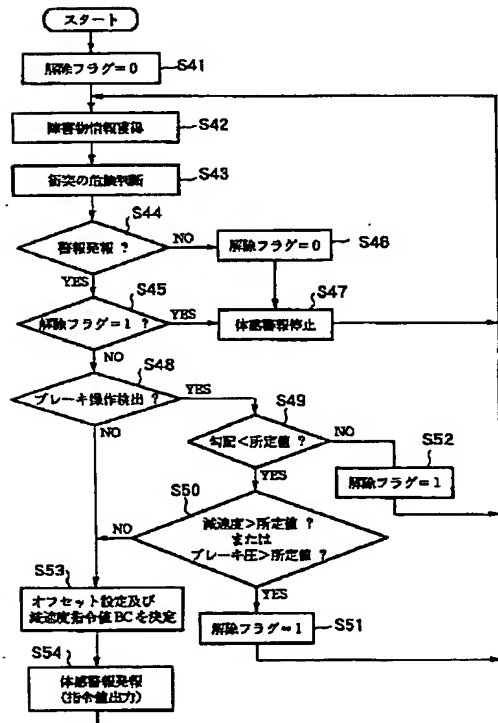 スタート
解除フラグ=0
S41
障害物情報獲得
S42
衝突の危険判断
S43
S44
警報発報 ?
NO
YES
解除フラグ=0
S46
S45
解除フラグ=1 ?
YES
NO
S47
体感警報停止
S48
ブレーキ操作検出 ?
YES
NO
S49
勾配<所定値 ?
NO
YES
S52
解除フラグ=1
S50
減速度>所定値 ?
または
ブレーキ圧>所定値 ?
NO
YES
S53
オフセット設定及び
減速度指令値BCを決定
解除フラグ=1
S51
S54
体感警報発報
(指令値出力)